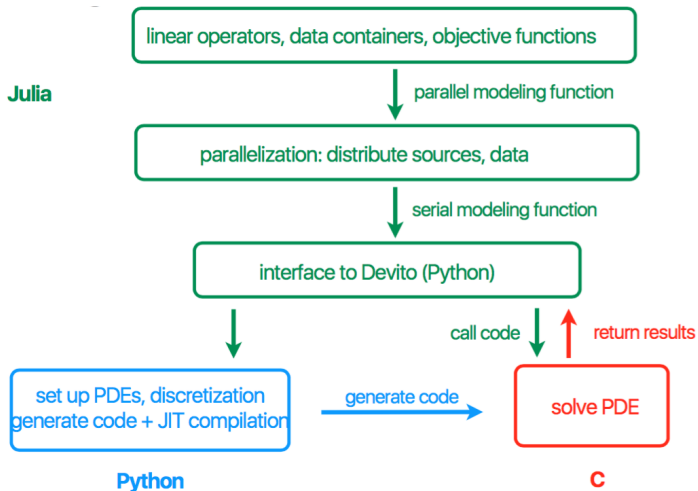 linear operators, data containers, objective functions
Julia
parallel modeling function
parallelization: distribute sources, data
serial modeling function
interface to Devito (Python)
call code
return results
set up PDEs, discretization
generate code + JIT compilation
generate code
solve PDE
Python
C